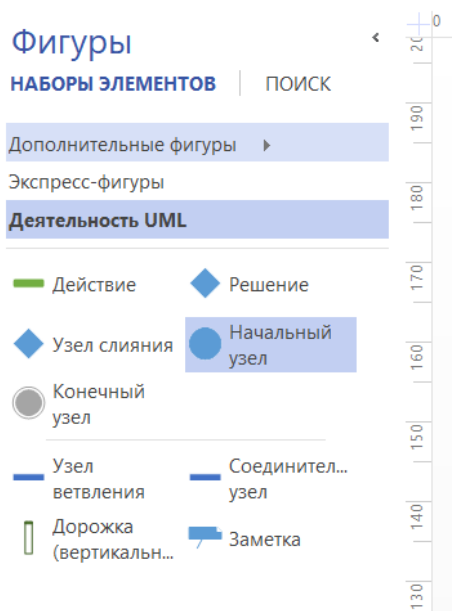 Фигуры
НАБОРЫ ЭЛЕМЕНТОВ ПОИСК
Дополнительные фигуры
Экспресс-фигуры
Деятельность UML
Действие Решение
Узел слияния Начальный
узел
Конечный
узел
Узел
ветвления Соединител...
узел
Дорожка
(вертикальн... Заметка
0
20
190
180
170
160
150
140
130